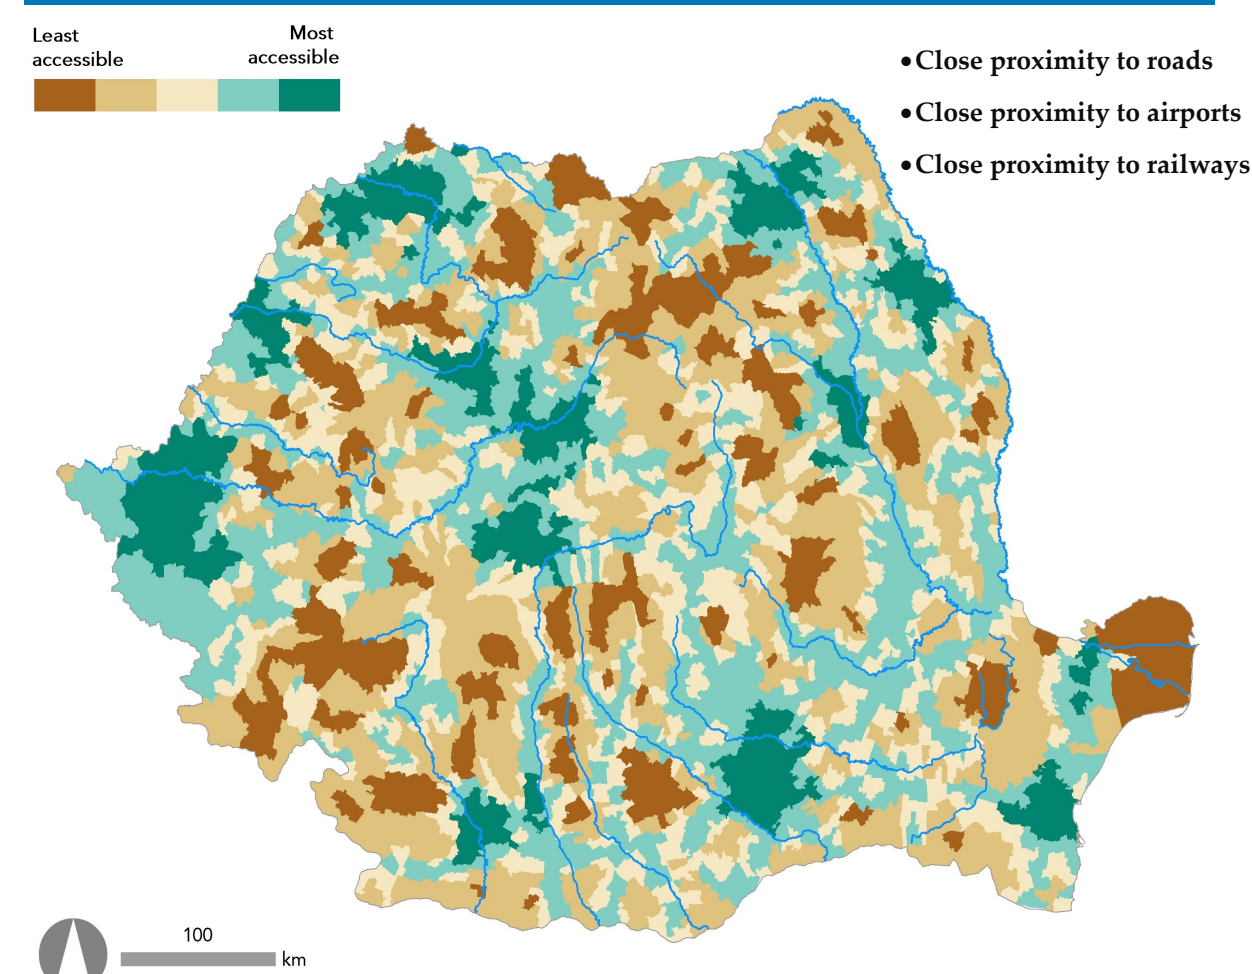 Least
accessible
Most
accessible
•Close proximity to roads
•Close proximity to airports
•Close proximity to railways
100
km